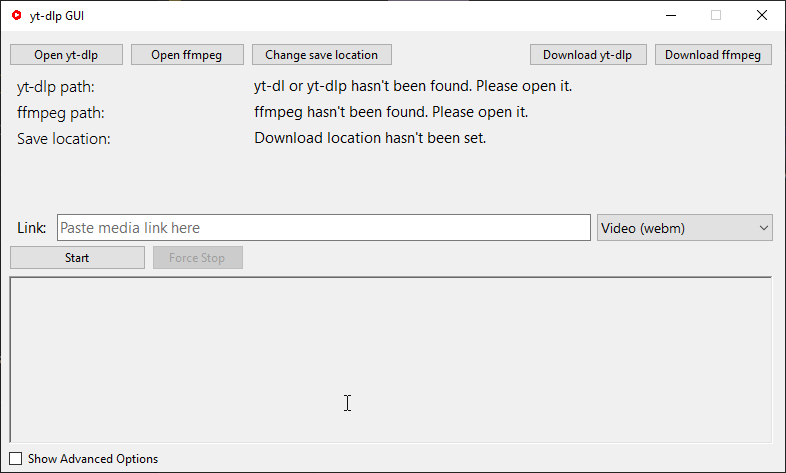 yt-dlp GUI
Open yt-dlp Open ffmpeg Change save location Download yt-dlp Download ffmpeg
yt-dlp path: yt-dl or yt-dlp hasn't been found. Please open it.
ffmpeg path: ffmpeg hasn't been found. Please open it.
Save location: Download location hasn't been set.
Link: Paste media link here Video (webm)
Start Force Stop
Show Advanced Options